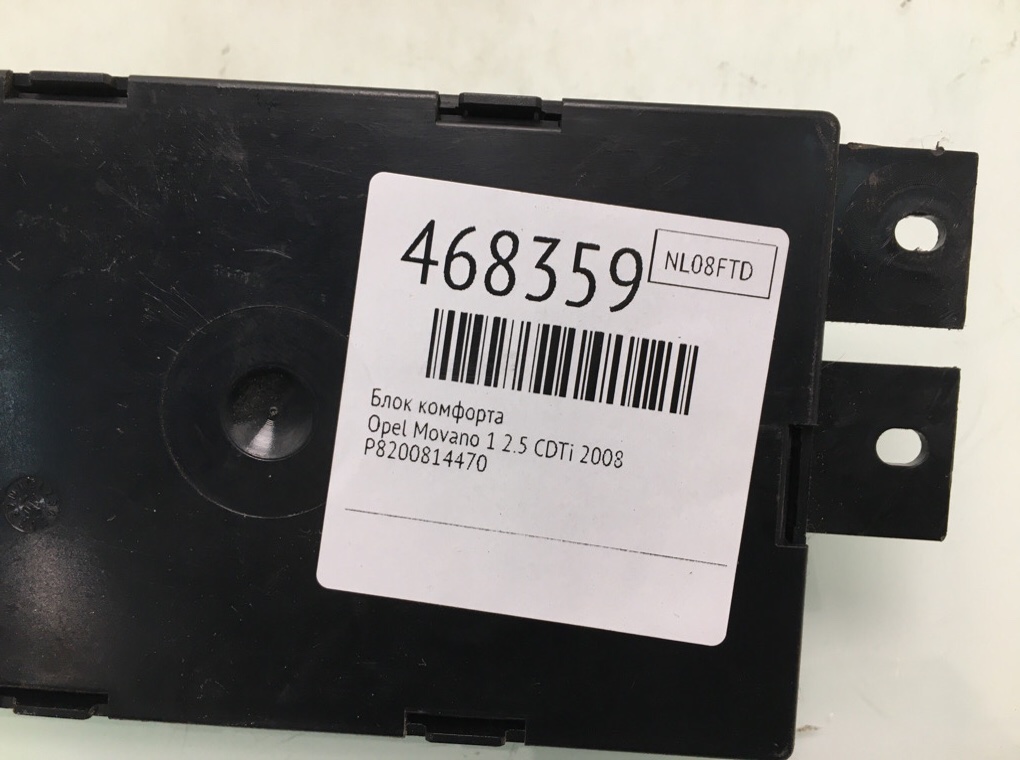 468359
NL08FTD
Блок комфорта
Opel Movano 1 2.5 CDTi 2008
P8200814470